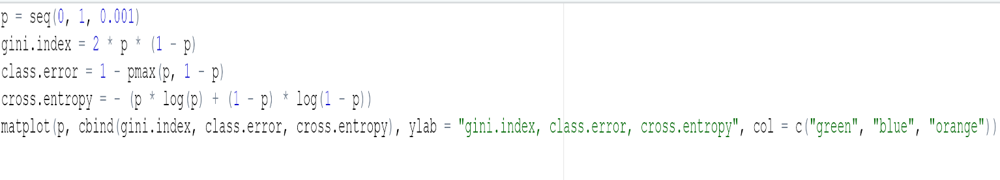 p = seq(0, 1, 0.001)
gini.index = 2 * p * (1 - p)
class.error = 1 - pmax(p, 1 - p)
cross.entropy = - (p * log(p) + (1 - p) * log(1 - p))
matplot(p, cbind(gini.index, class.error, cross.entropy), ylab = "gini.index, class.error, cross.entropy", col = c("green", "blue", "orange"))